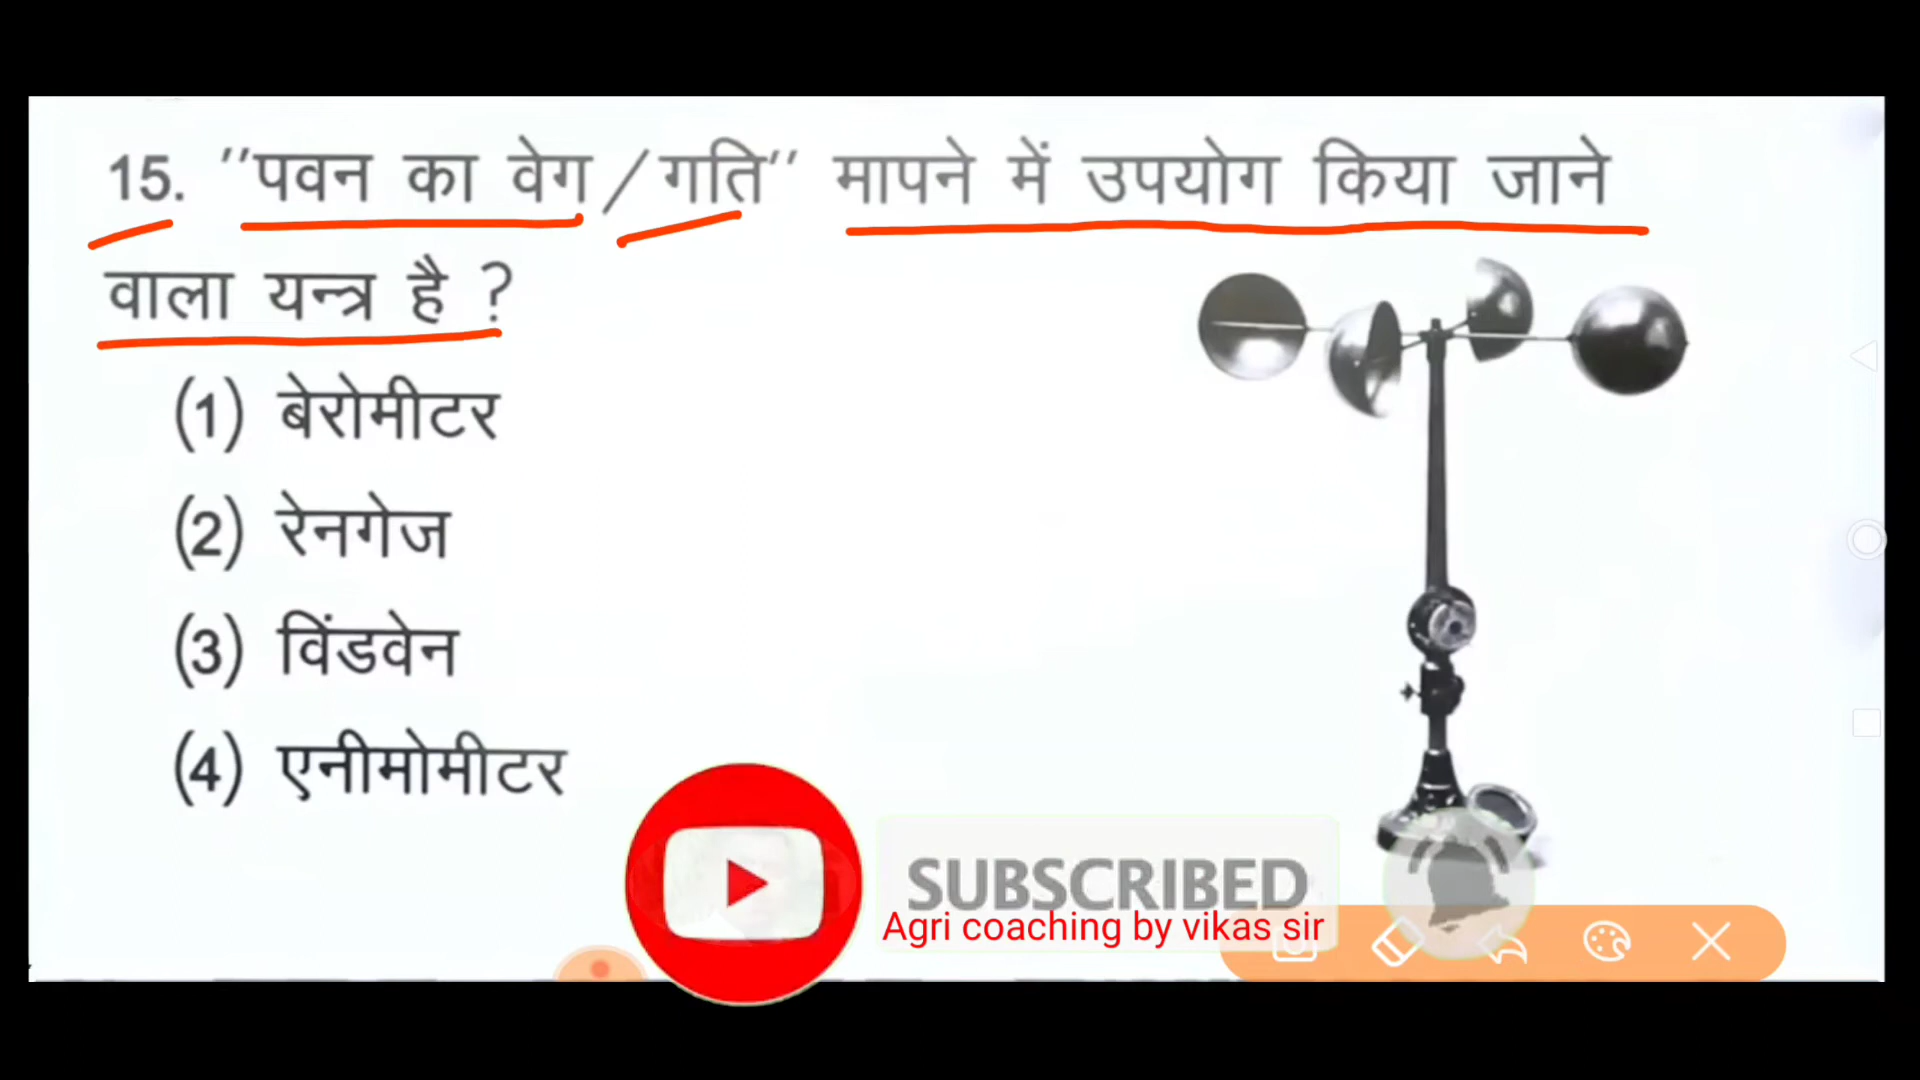 15. ''पवन का वेग/गति'' मापने में उपयोग किया जाने
वाला यन्त्र है ?
(1) बेरोमीटर
(2) रेनगेज
(3) विंडवेन
(4) एनीमोमीटर
SUBSCRIBED
Agri coaching by vikas sir